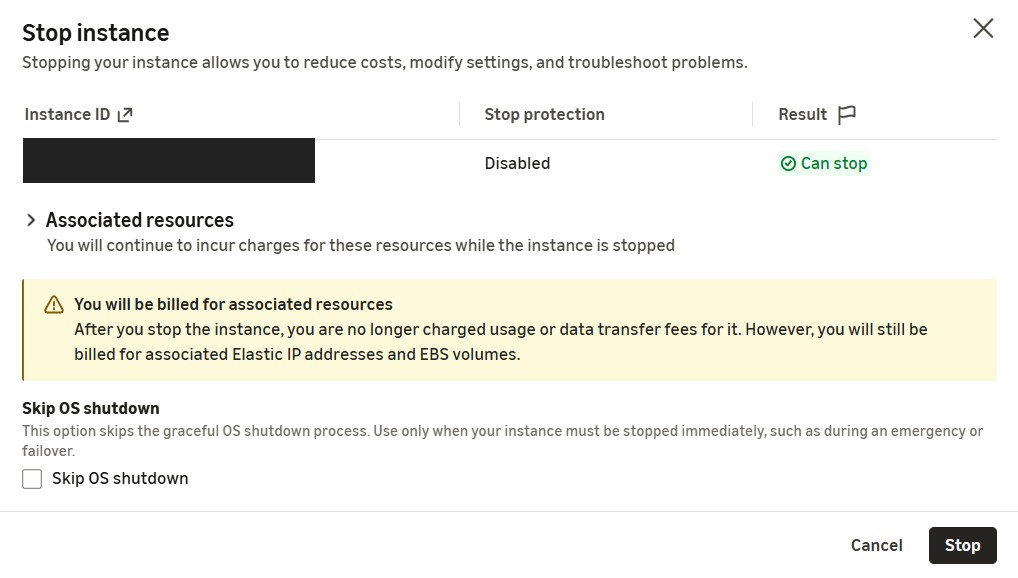 Stop instance
Stopping your instance allows you to reduce costs, modify settings, and troubleshoot problems.
Instance ID
Stop protection
Result
Disabled
Can stop
Associated resources
You will continue to incur charges for these resources while the instance is stopped
You will be billed for associated resources
After you stop the instance, you are no longer charged usage or data transfer fees for it. However, you will still be
billed for associated Elastic IP addresses and EBS volumes.
Skip OS shutdown
This option skips the graceful OS shutdown process. Use only when your instance must be stopped immediately, such as during an emergency or
failover.
Skip OS shutdown
Cancel
Stop